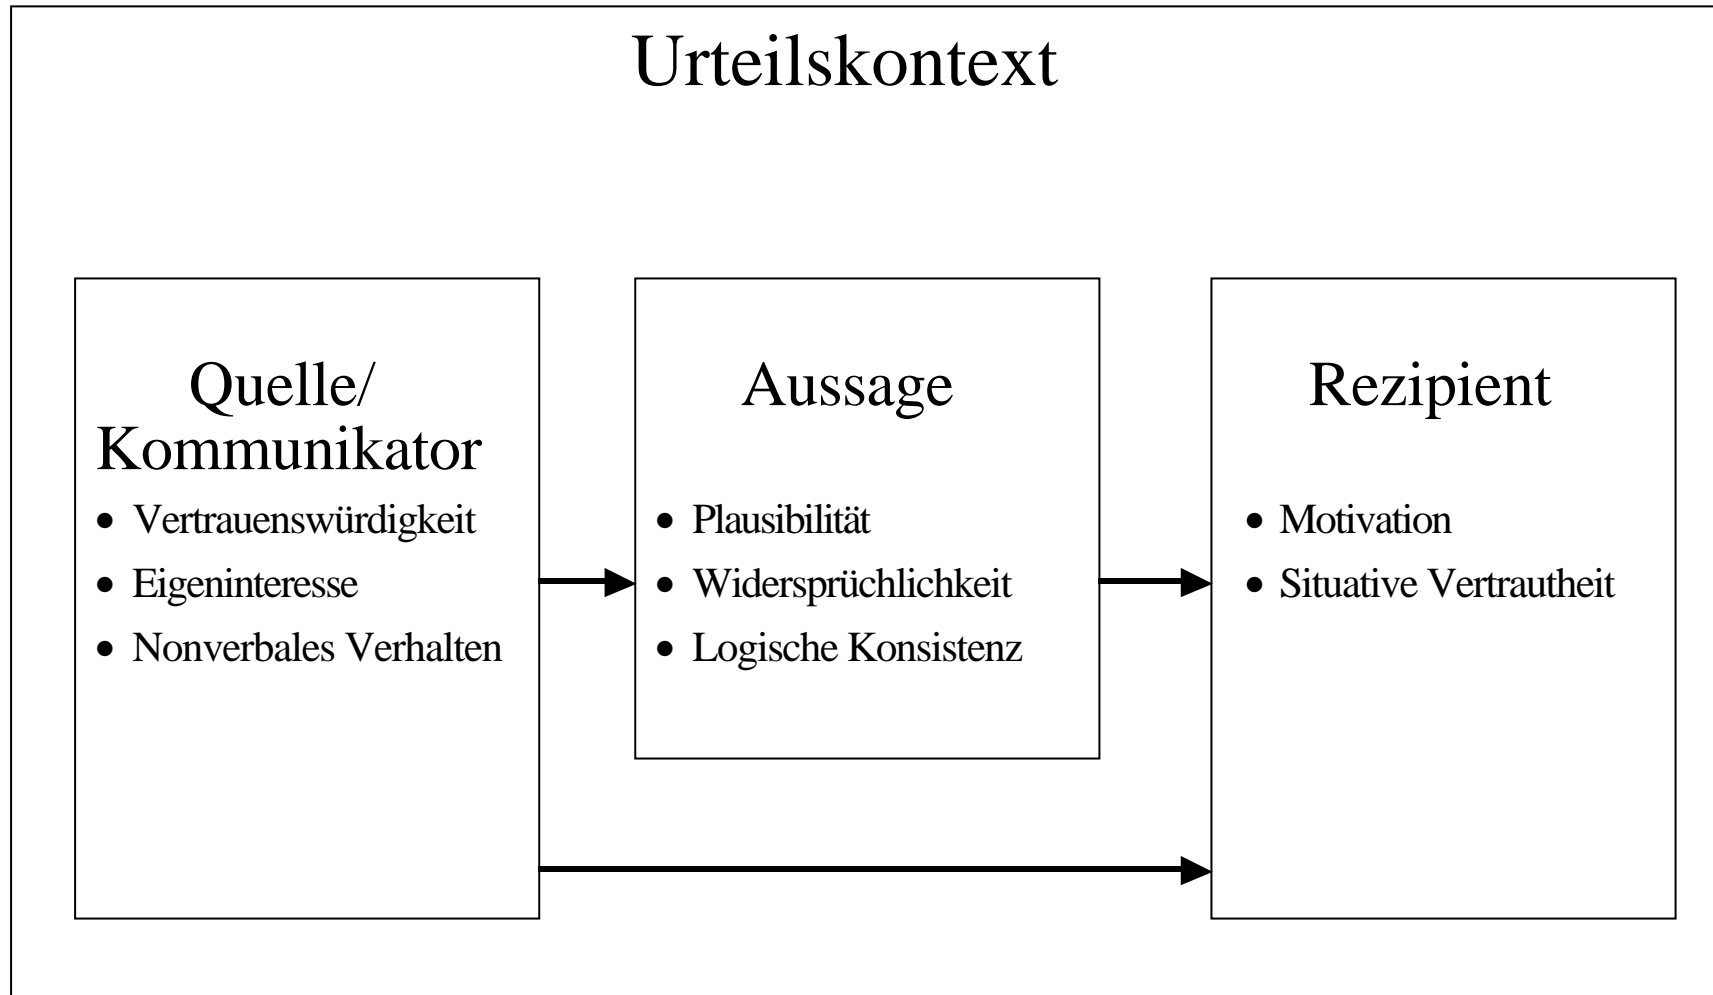 Urteilskontext
Quelle/
Kommunikator
• Vertrauenswürdigkeit
• Eigeninteresse
• Nonverbales Verhalten
Aussage
• Plausibilität
• Widersprüchlichkeit
• Logische Konsistenz
Rezipient
• Motivation
• Situative Vertrautheit